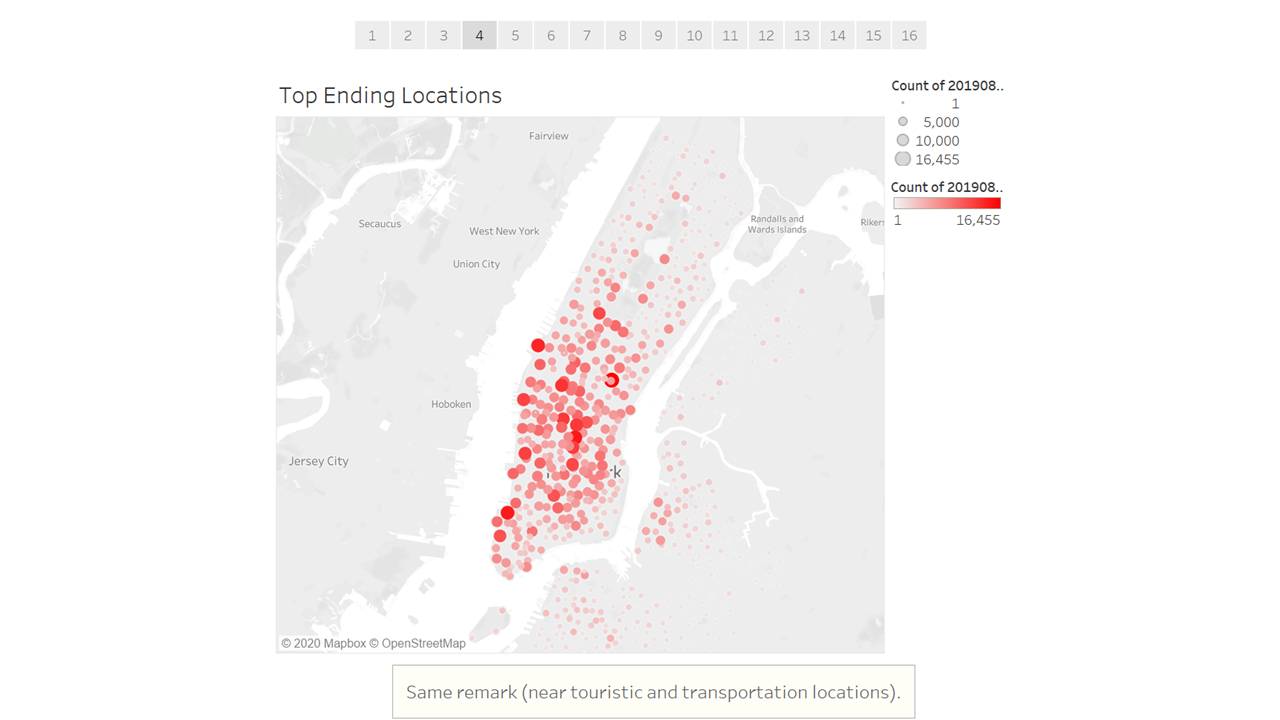 1 2 3 4 5 6 7 8 9 10 11 12 13 14 15 16
Top Ending Locations
Count of 201908..
1
5,000
10,000
16,455
Count of 201908..
1 16,455
Fairview
Secaucus
West New York
Union City
Randalls and
Wards Islands
Hoboken
Jersey City
© 2020 Mapbox © OpenStreetMap
Same remark (near touristic and transportation locations).